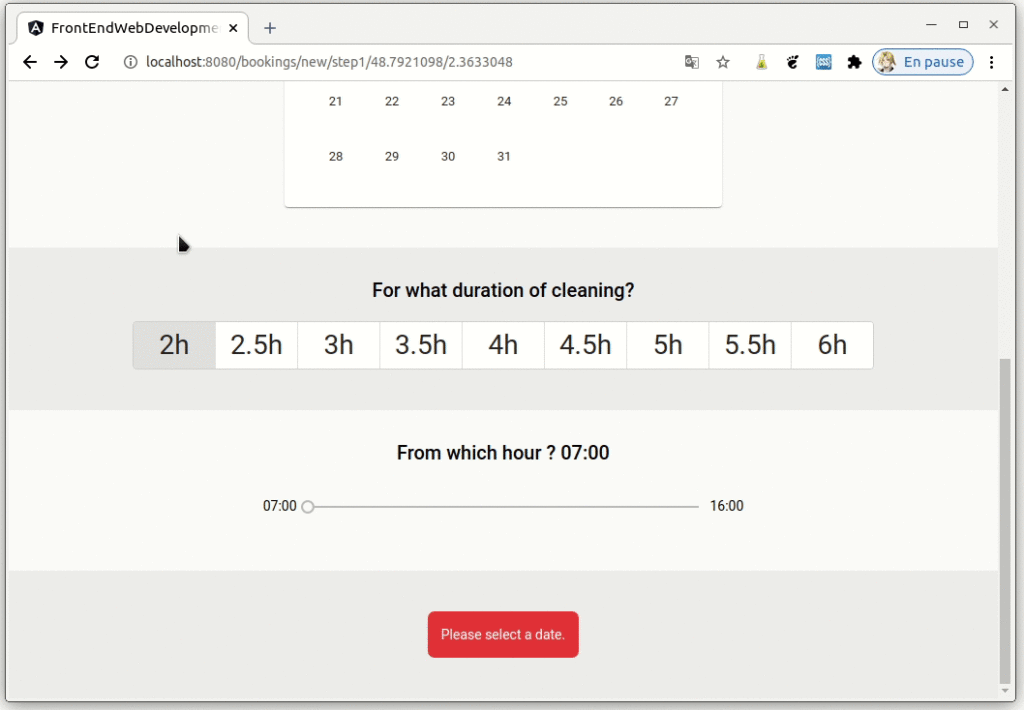 FrontEndWebDevelopme
localhost:8080/bookings/new/step1/48.7921098/2.3633048
En pause
21 22 23 24 25 26 27
28 29 30 31
For what duration of cleaning?
2h 2.5h 3h 3.5h 4h 4.5h 5h 5.5h 6h
From which hour ? 07:00
07:00 16:00
Please select a date.